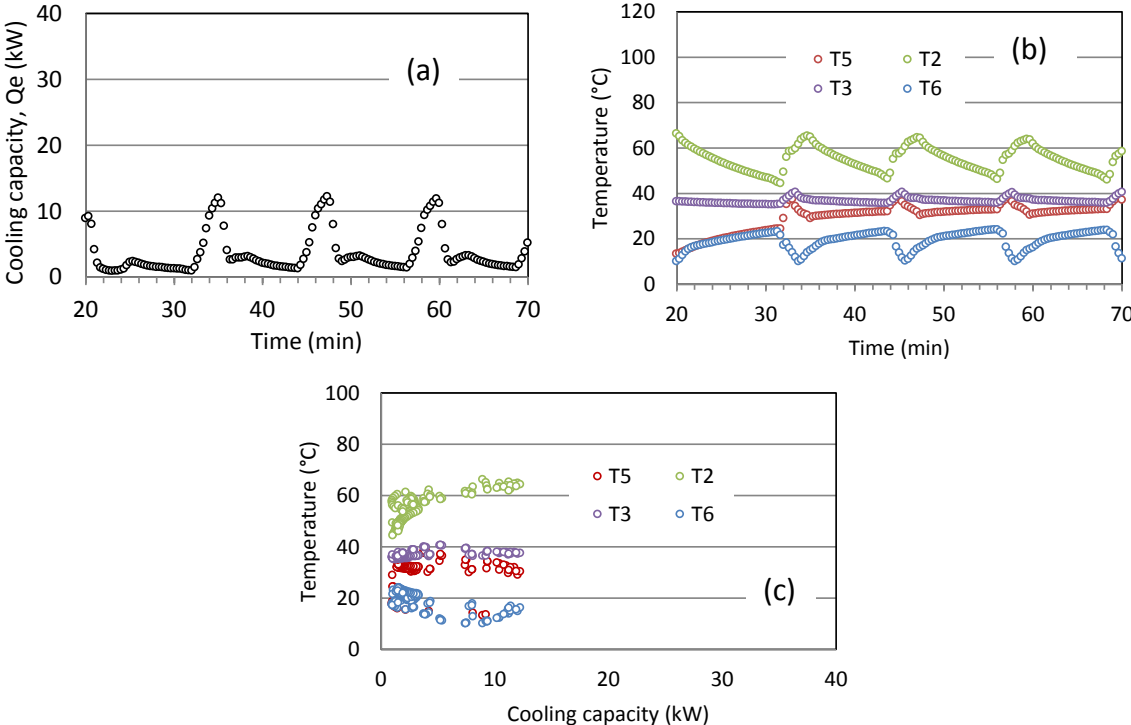 Cooling capacity, Qe (kW)
40
30
20
10
0
(a)
20 30 40 50 60 70
Time (min)
Temperature (°C)
120
100
80
60
40
20
0
(b)
T5 T2
T3 T6
20 30 40 50 60 70
Time (min)
Temperature (°C)
100
80
60
40
20
0
T5 T2
T3 T6
(c)
0 10 20 30 40
Cooling capacity (kW)